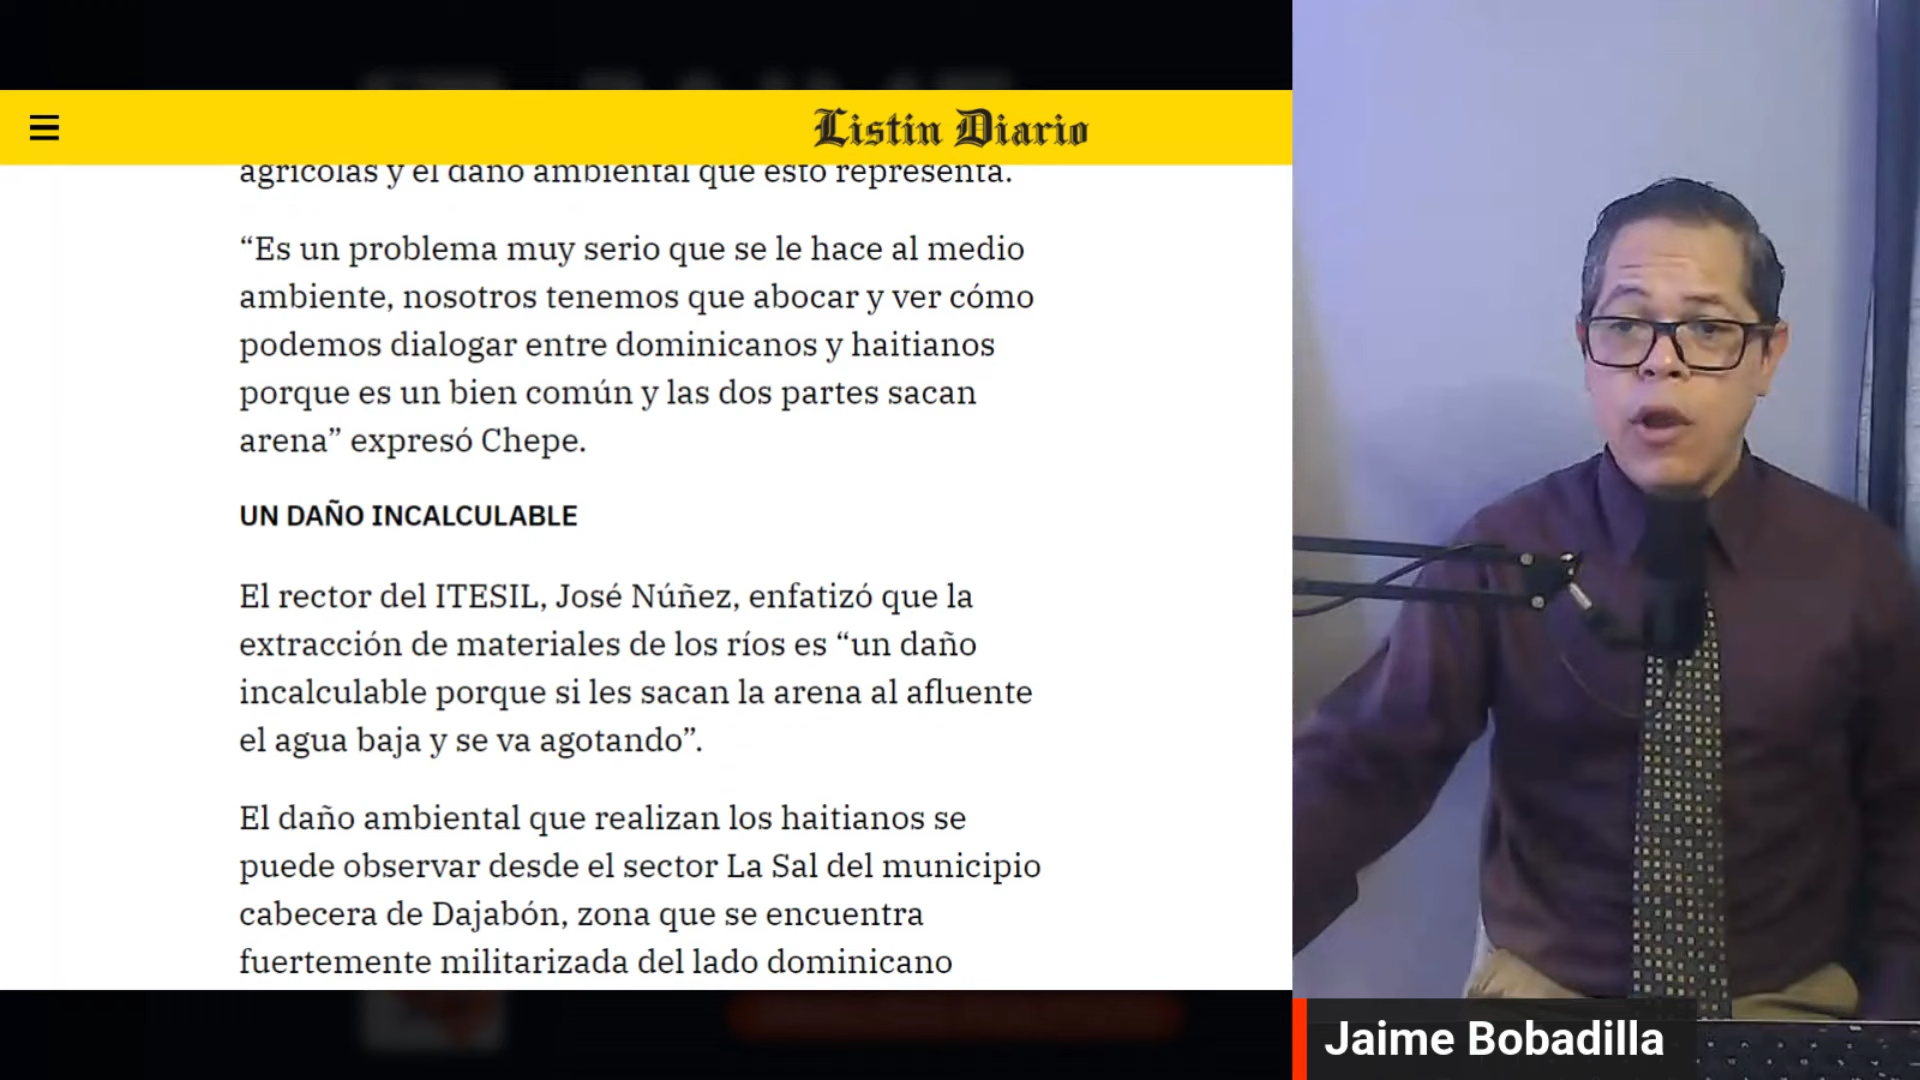 Listin Diario
agrícolas y el daño ambiental que esto representa.
“Es un problema muy serio que se le hace al medio
ambiente, nosotros tenemos que abocar y ver cómo
podemos dialogar entre dominicanos y haitianos
porque es un bien común y las dos partes sacan
arena” expresó Chepe.
UN DAÑO INCALCULABLE
El rector del ITESIL, José Núñez, enfatizó que la
extracción de materiales de los ríos es “un daño
incalculable porque si les sacan la arena al afluente
el agua baja y se va agotando”.
El daño ambiental que realizan los haitianos se
puede observar desde el sector La Sal del municipio
cabecera de Dajabón, zona que se encuentra
fuertemente militarizada del lado dominicano
Jaime Bobadilla